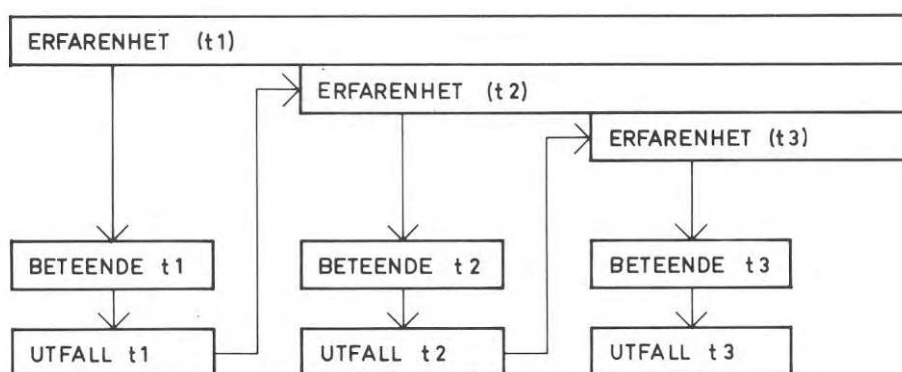 ERFARENHET (t1)
ERFARENHET (t2)
ERFARENHET (t3)
BETEENDE t1
BETEENDE t2
BETEENDE t3
UTFALL t1
UTFALL t2
UTFALL t3